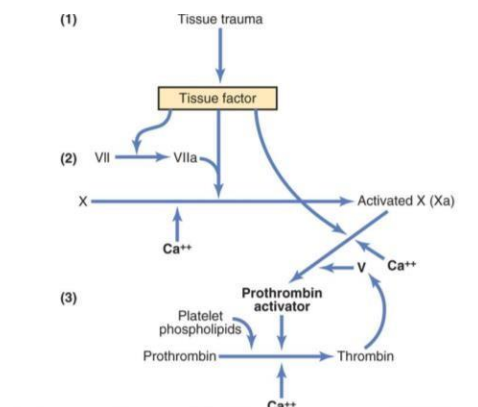 (1) Tissue trauma
Tissue factor
(2) VII VIIa
X Activated X (Xa)
Ca++
V Ca++
(3) Prothrombin
activator
Platelet
phospholipids
Prothrombin Thrombin
Ca++